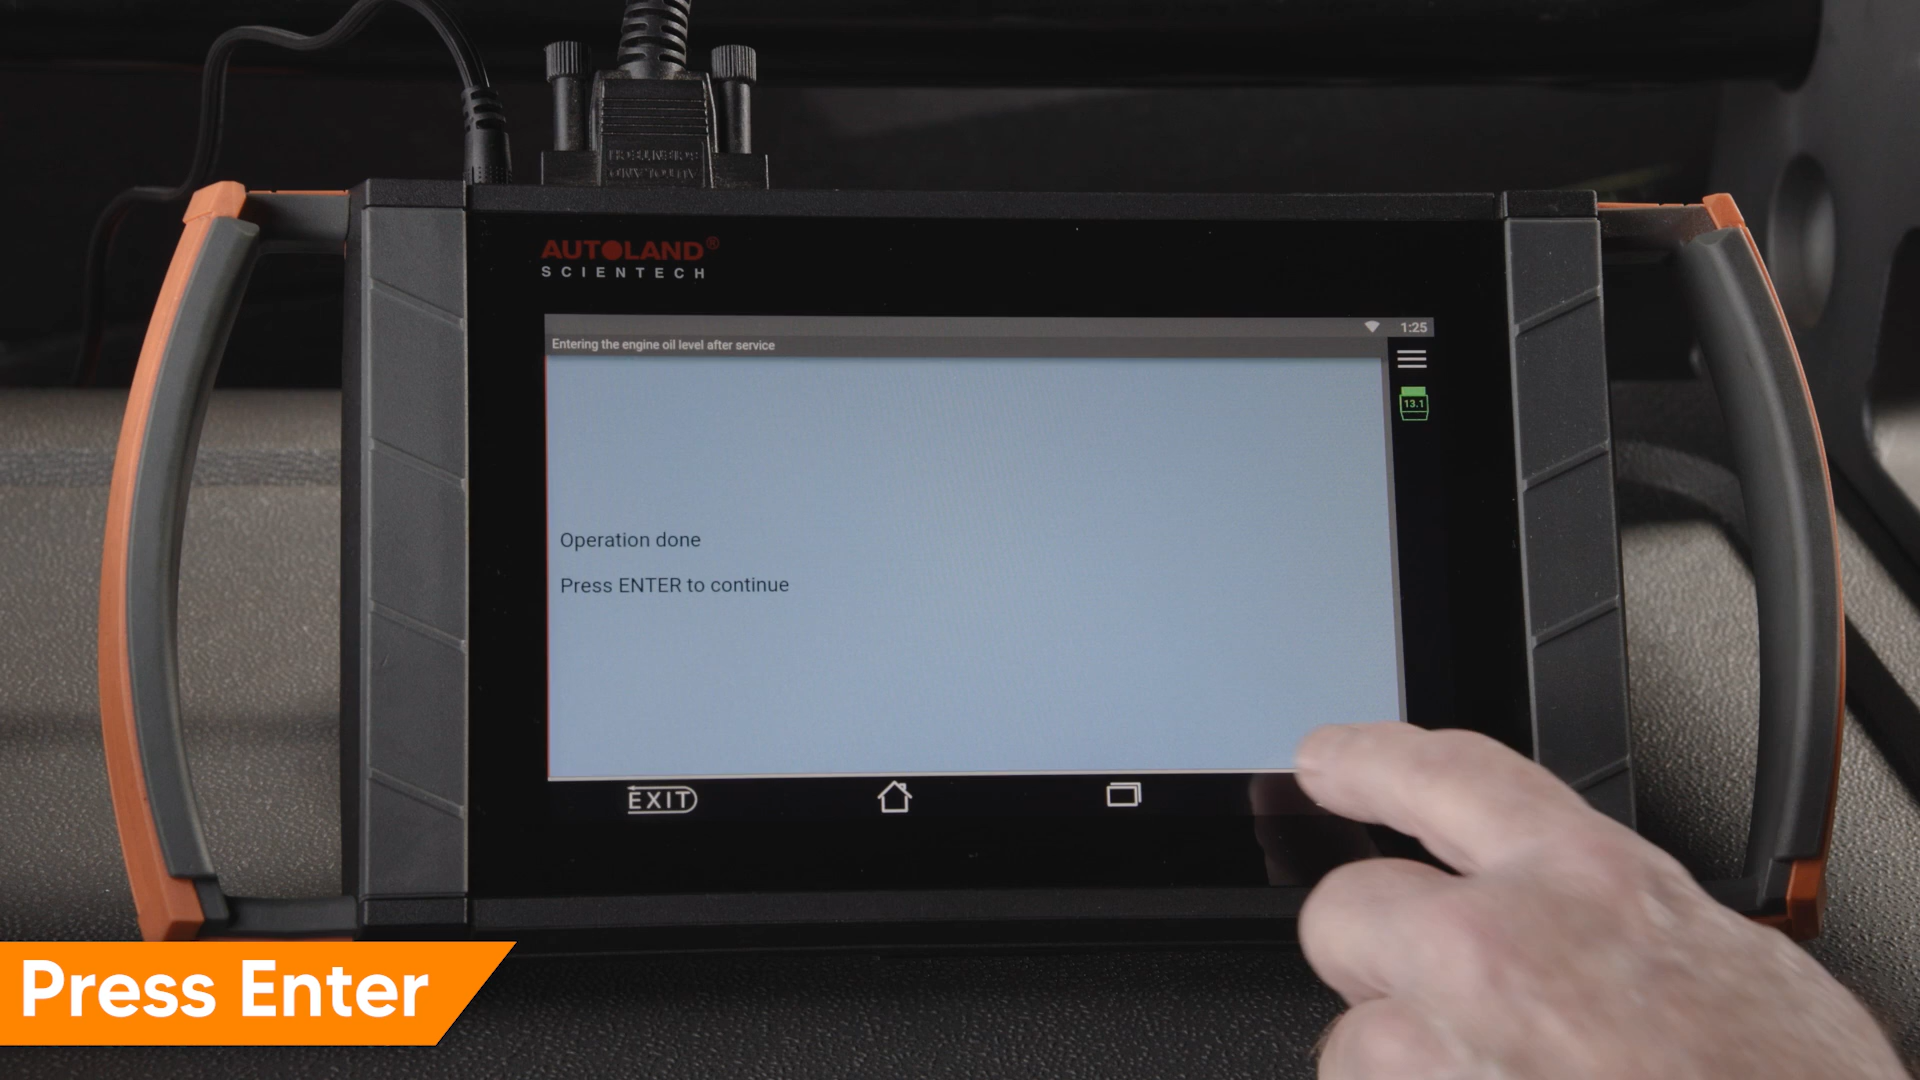 AUTOLAND®
SCIENTECH
1:25
Entering the engine oil level after service
13.1
Operation done
Press ENTER to continue
EXIT
Press Enter